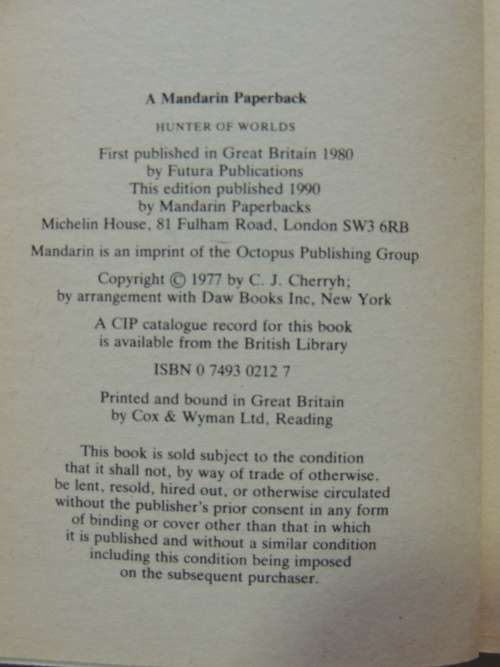 A Mandarin Paperback
HUNTER OF WORLDS
First published in Great Britain 1980
by Futura Publications
This edition published 1990
by Mandarin Paperbacks
Michelin House, 81 Fulham Road, London SW3 6RB
Mandarin is an imprint of the Octopus Publishing Group
Copyright © 1977 by C. J. Cherryh;
by arrangement with Daw Books Inc, New York
A CIP catalogue record for this book
is available from the British Library
ISBN 0 7493 0212 7
Printed and bound in Great Britain
by Cox & Wyman Ltd, Reading
This book is sold subject to the condition
that it shall not, by way of trade of otherwise,
be lent, resold, hired out, or otherwise circulated
without the publisher's prior consent in any form
of binding or cover other than that in which
it is published and without a similar condition
including this condition being imposed
on the subsequent purchaser.